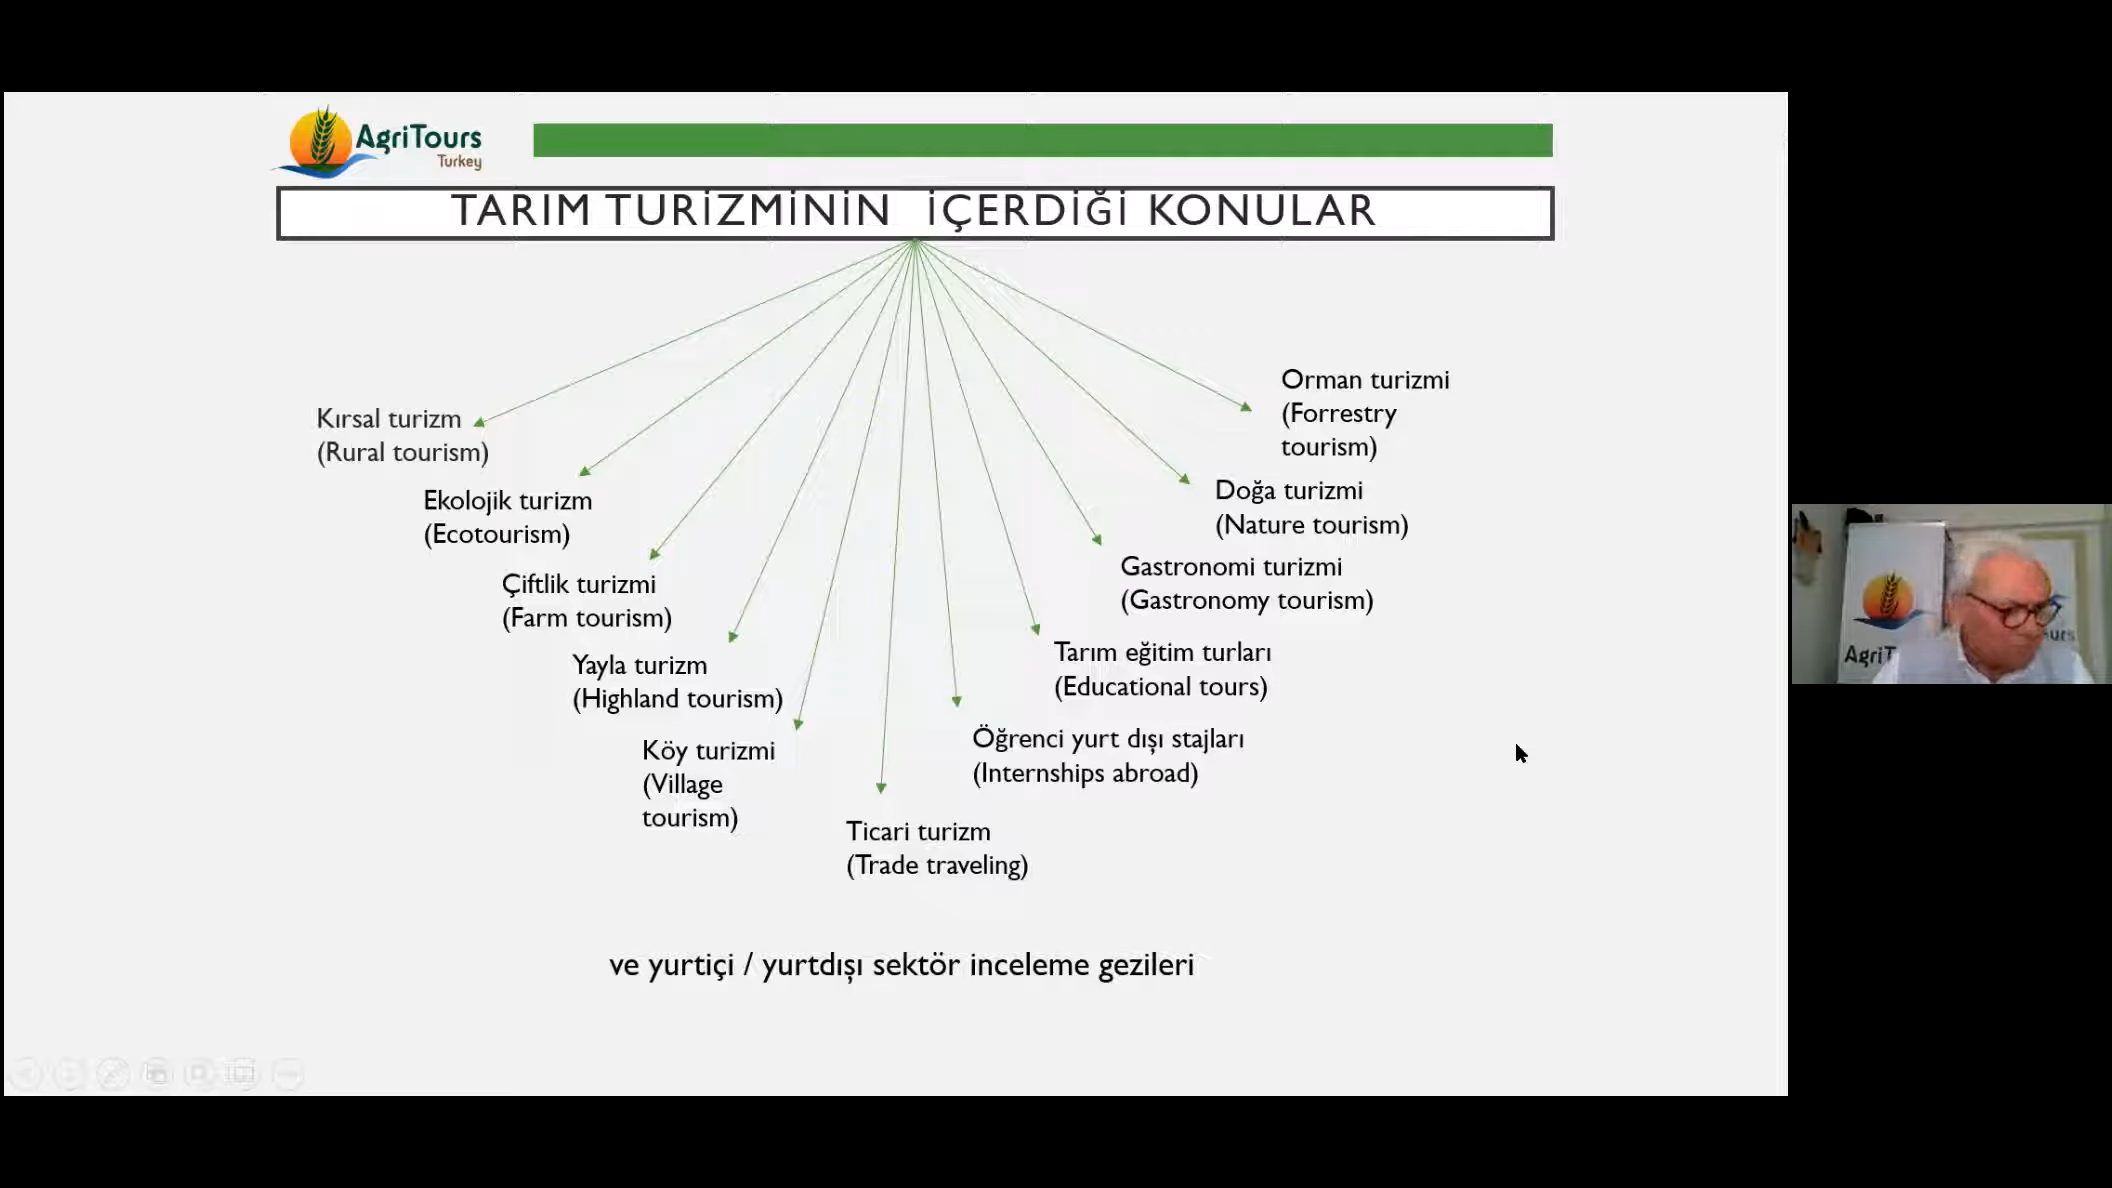 AgriTours
Turkey
TARIM TURİZMİNİN İÇERDİĞİ KONULAR
Kırsal turizm
(Rural tourism)
Ekolojik turizm
(Ecotourism)
Çiftlik turizmi
(Farm tourism)
Yayla turizm
(Highland tourism)
Köy turizmi
(Village
tourism)
Ticari turizm
(Trade traveling)
Öğrenci yurt dışı stajları
(Internships abroad)
Tarım eğitim turları
(Educational tours)
Gastronomi turizmi
(Gastronomy tourism)
Doğa turizmi
(Nature tourism)
Orman turizmi
(Forrestry
tourism)
ve yurtiçi / yurtdışı sektör inceleme gezileri
AgriT
urs